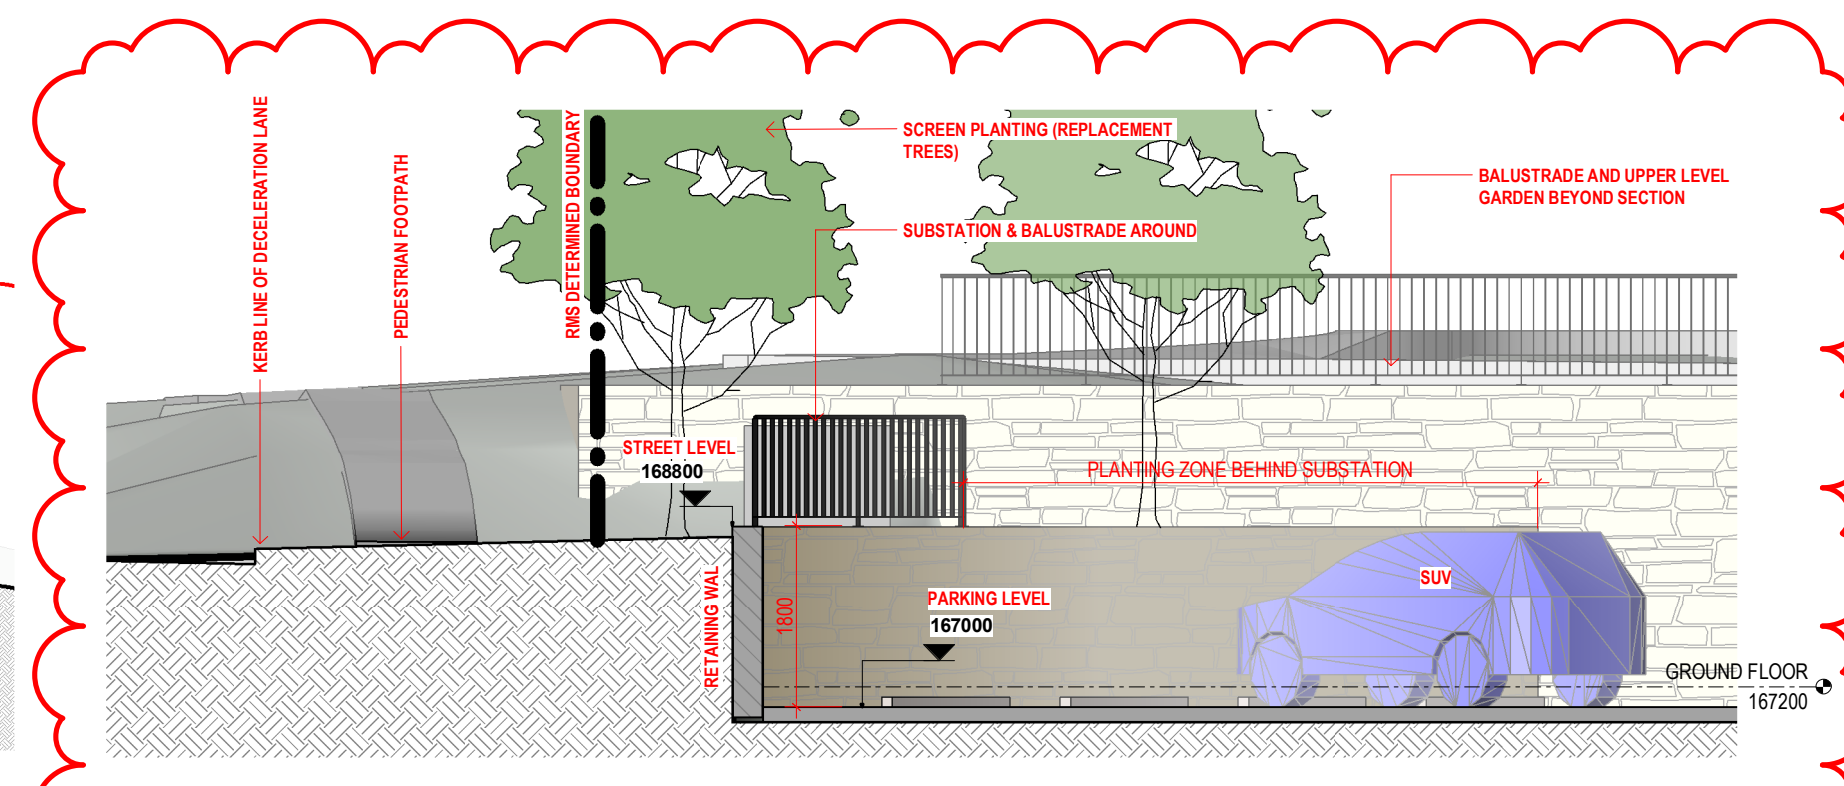 KERB LINE OF DECELERATION LANE
PEDESTRIAN FOOTPATH
RMS DETERMINED BOUNDARY
SCREEN PLANTING (REPLACEMENT
TREES)
BALUSTRADE AND UPPER LEVEL
GARDEN BEYOND SECTION
SUBSTATION & BALUSTRADE AROUND
STREET LEVEL
168800
PLANTING ZONE BEHIND SUBSTATION
RETAINING WAL
1800
PARKING LEVEL
167000
SUV
GROUND FLOOR
167200